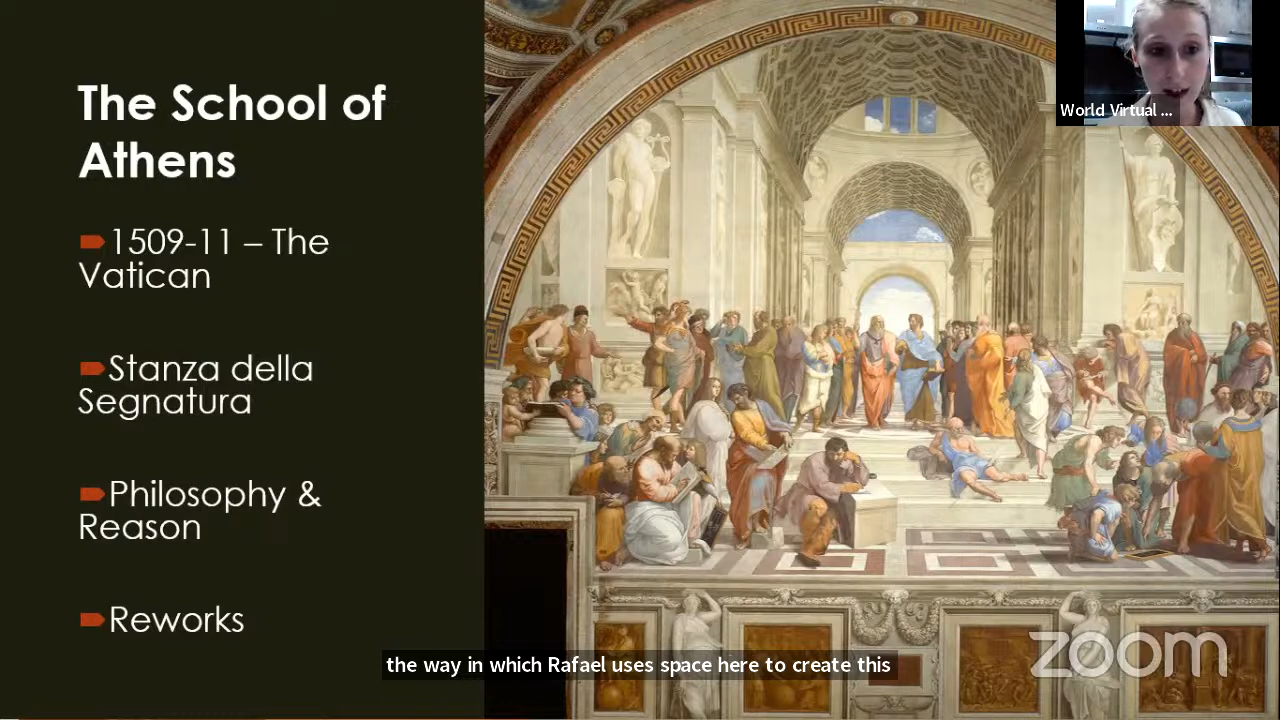 The School of
Athens
1509-11 – The
Vatican
Stanza della
Segnatura
Philosophy &
Reason
Reworks
World Virtual ...
the way in which Rafael uses space here to create this
zoom